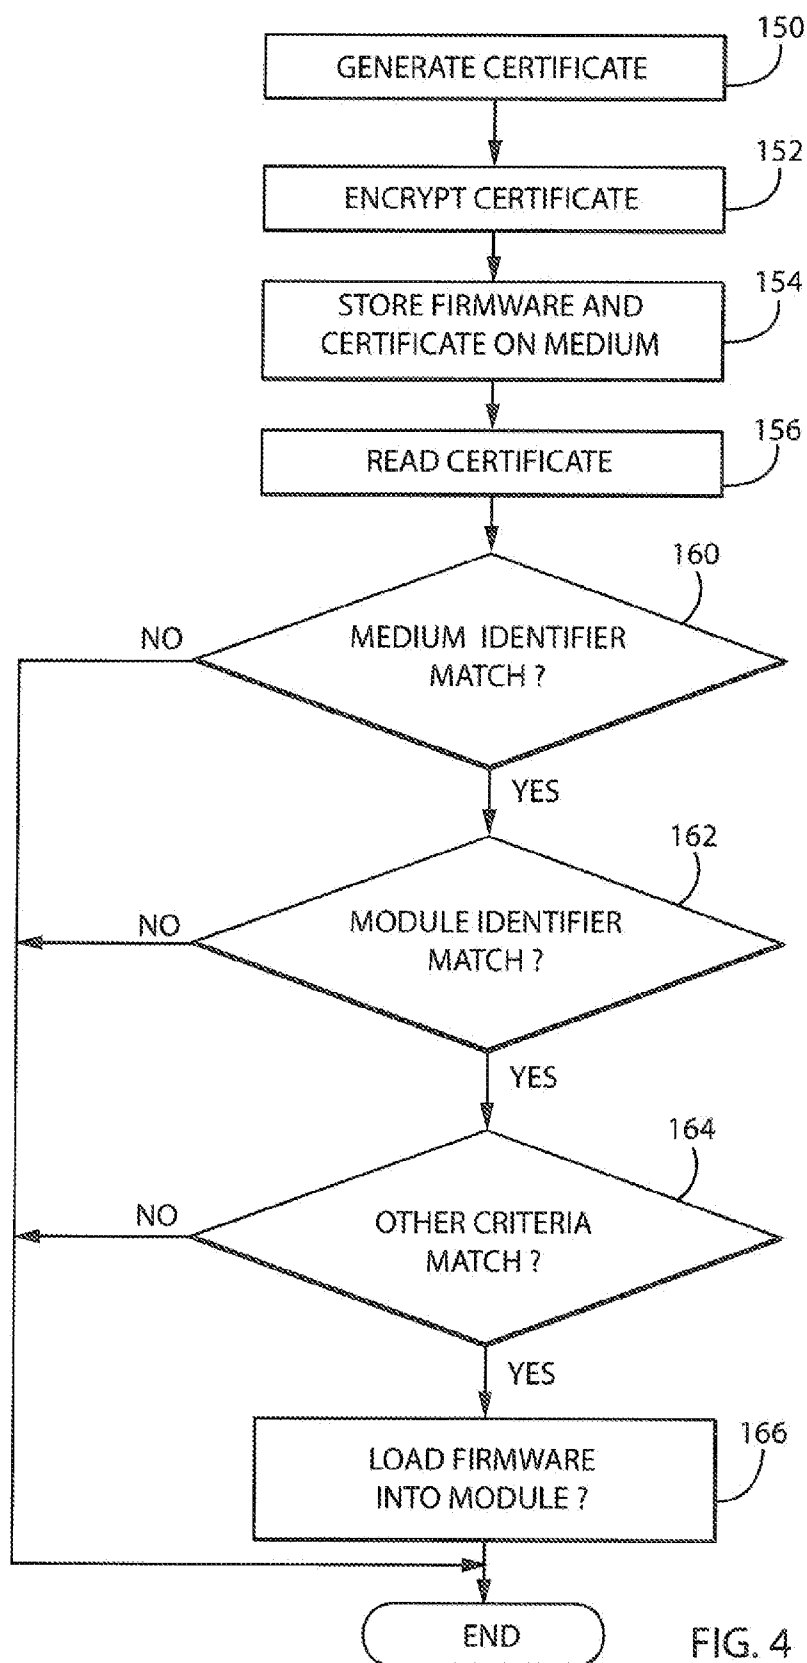 150
GENERATE CERTIFICATE
152
ENCRYPT CERTIFICATE
154
STORE FIRMWARE AND
CERTIFICATE ON MEDIUM
156
READ CERTIFICATE
160
NO
MEDIUM IDENTIFIER
MATCH ?
YES
162
NO
MODULE IDENTIFIER
MATCH ?
YES
164
NO
OTHER CRITERIA
MATCH ?
YES
166
LOAD FIRMWARE
INTO MODULE ?
END
FIG. 4